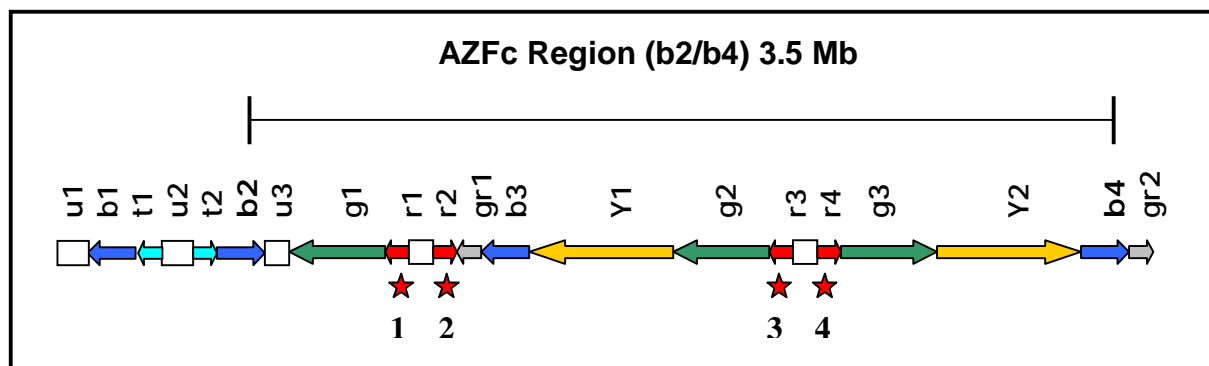 AZFc Region (b2/b4) 3.5 Mb
u1 b1 t1 u2 t2 b2 u3 g1 r1 r2 gr1 b3 Y1 g2 r3 r4 g3 Y2 b4 gr2
1 2 3 4